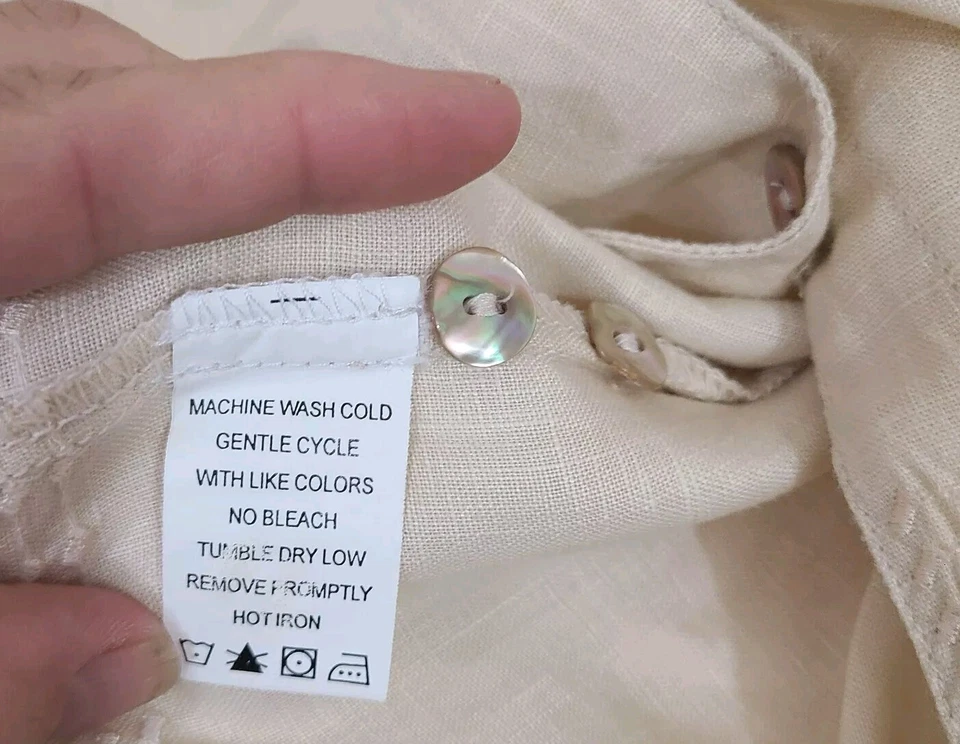 MACHINE WASH COLD
GENTLE CYCLE
WITH LIKE COLORS
NO BLEACH
TUMBLE DRY LOW
REMOVE PROMPTLY
HOT IRON